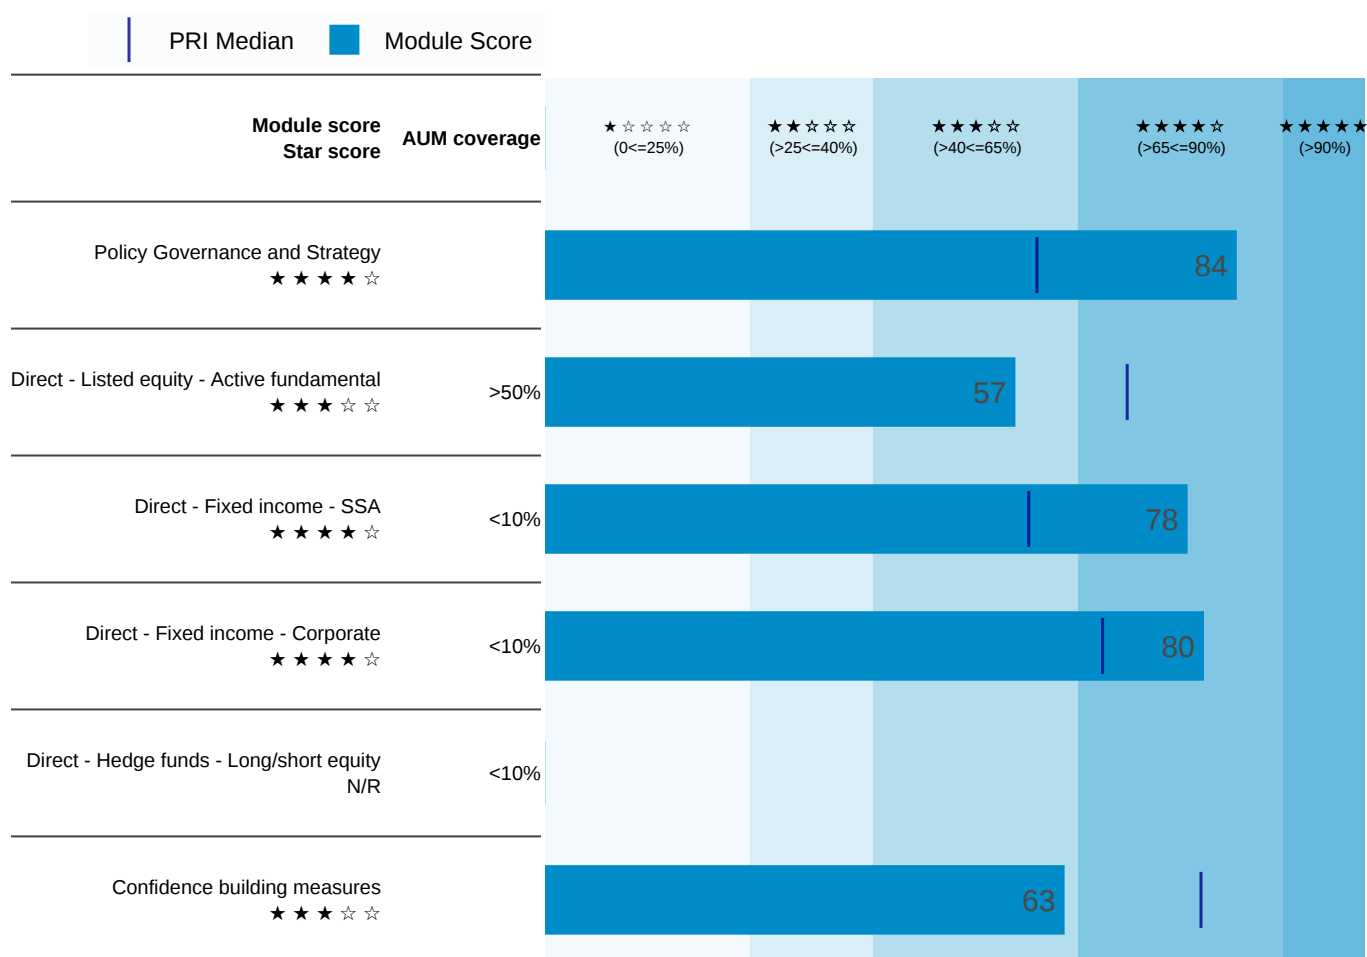 PRI Median Module Score
Module score
Star score
AUM coverage
★☆☆☆☆
(0<=25%)
★★☆☆☆
(>25<=40%)
★★★☆☆
(>40<=65%)
★★★★☆
(>65<=90%)
★★★★★
(>90%)
Policy Governance and Strategy
★★★★☆
84
Direct - Listed equity - Active fundamental
★★★☆☆
>50%
57
Direct - Fixed income - SSA
★★★★☆
<10%
78
Direct - Fixed income - Corporate
★★★★☆
<10%
80
Direct - Hedge funds - Long/short equity
N/R
<10%
Confidence building measures
★★★☆☆
63